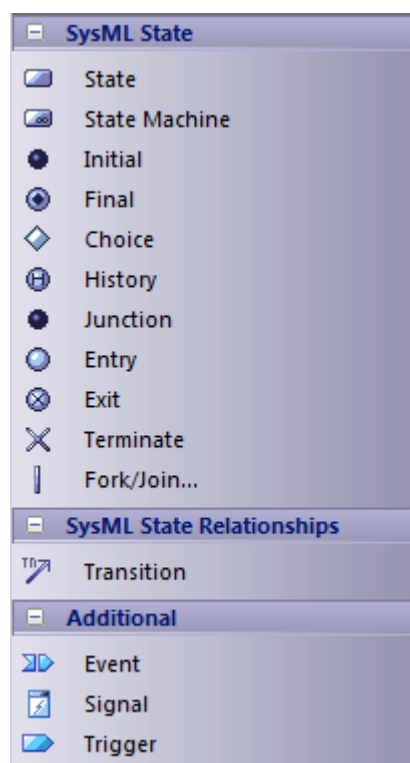 SysML State
State
State Machine
Initial
Final
Choice
History
Junction
Entry
Exit
Terminate
Fork/Join...
SysML State Relationships
Transition
Additional
Event
Signal
Trigger